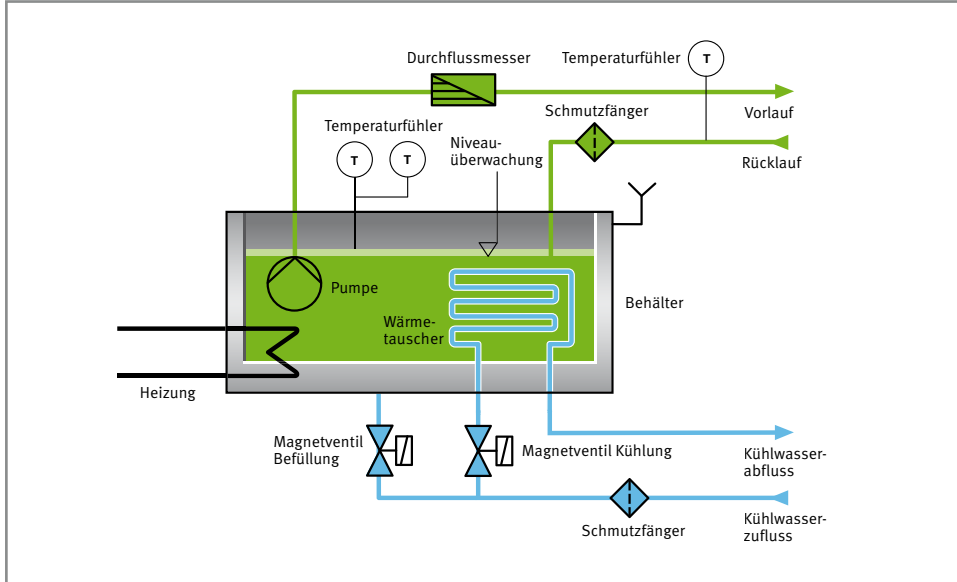 Durchflussmesser
Temperaturfühler
T
Vorlauf
Schmutzfänger
Rücklauf
Temperaturfühler
T
T
Niveau-
überwachung
Pumpe
Wärme-
tauscher
Behälter
Heizung
Magnetventil
Befüllung
Magnetventil Kühlung
Kühlwasser-
abfluss
Schmutzfänger
Kühlwasser-
zufluss